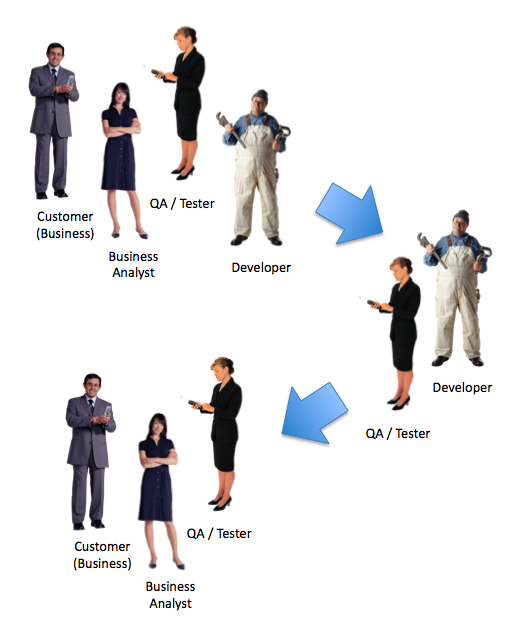 QA / Tester
Customer
(Business)
Business
Analyst
Developer
Developer
QA / Tester
QA / Tester
Customer
(Business)
Business
Analyst